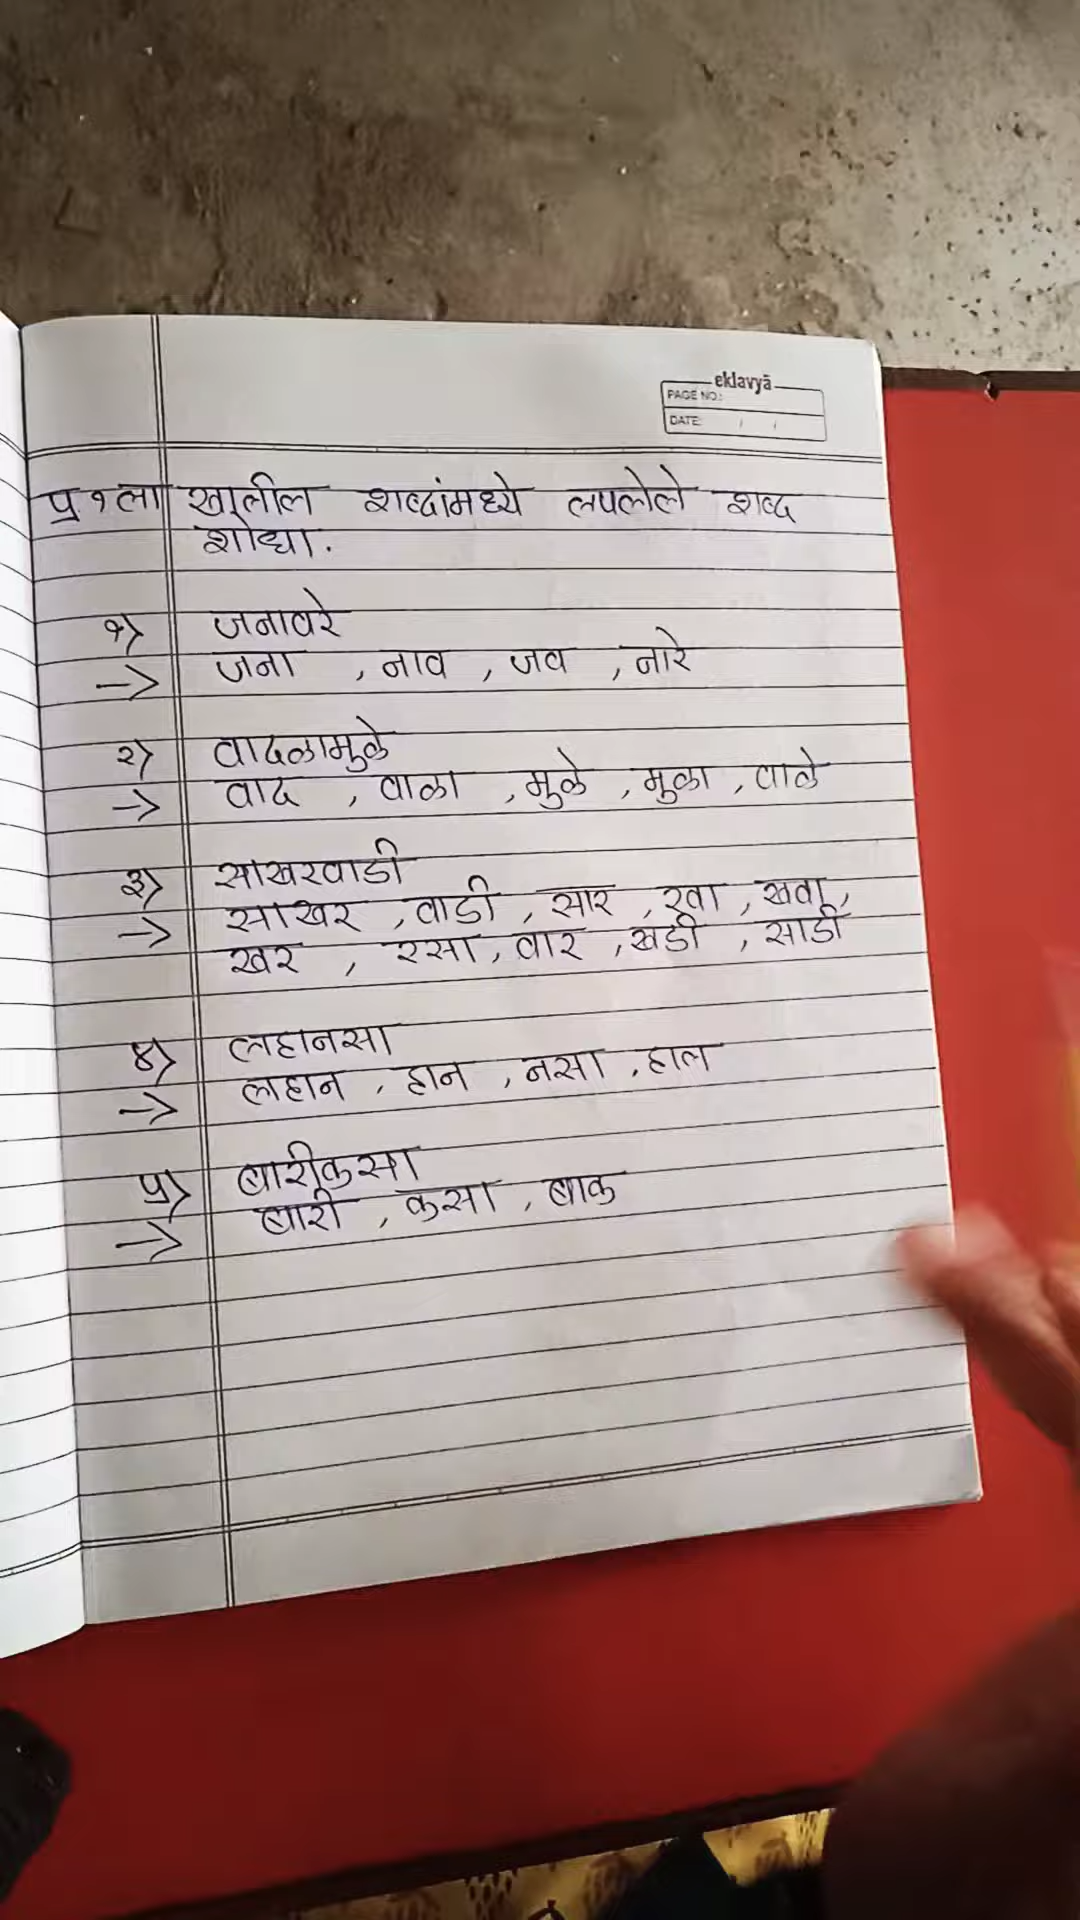 eklavyā
PAGE NO.:
DATE: / /
प्र १ ला खालील शब्दांमध्ये लपलेले शब्द
शोधा.
१) जनावरे
→ जना , नाव , जव , नारे
२) वादळामुळे
→ वाद , वाळा , मुळे , मुळा , वाळे
३) साखरवाडी
→ साखर , वाडी , सार , रवा , खवा ,
खर , रसा , वार , खडी , साडी
४) लहानसा
→ लहान , हान , नसा , हाल
५) बारीकसा
→ बारी , कसा , बाक